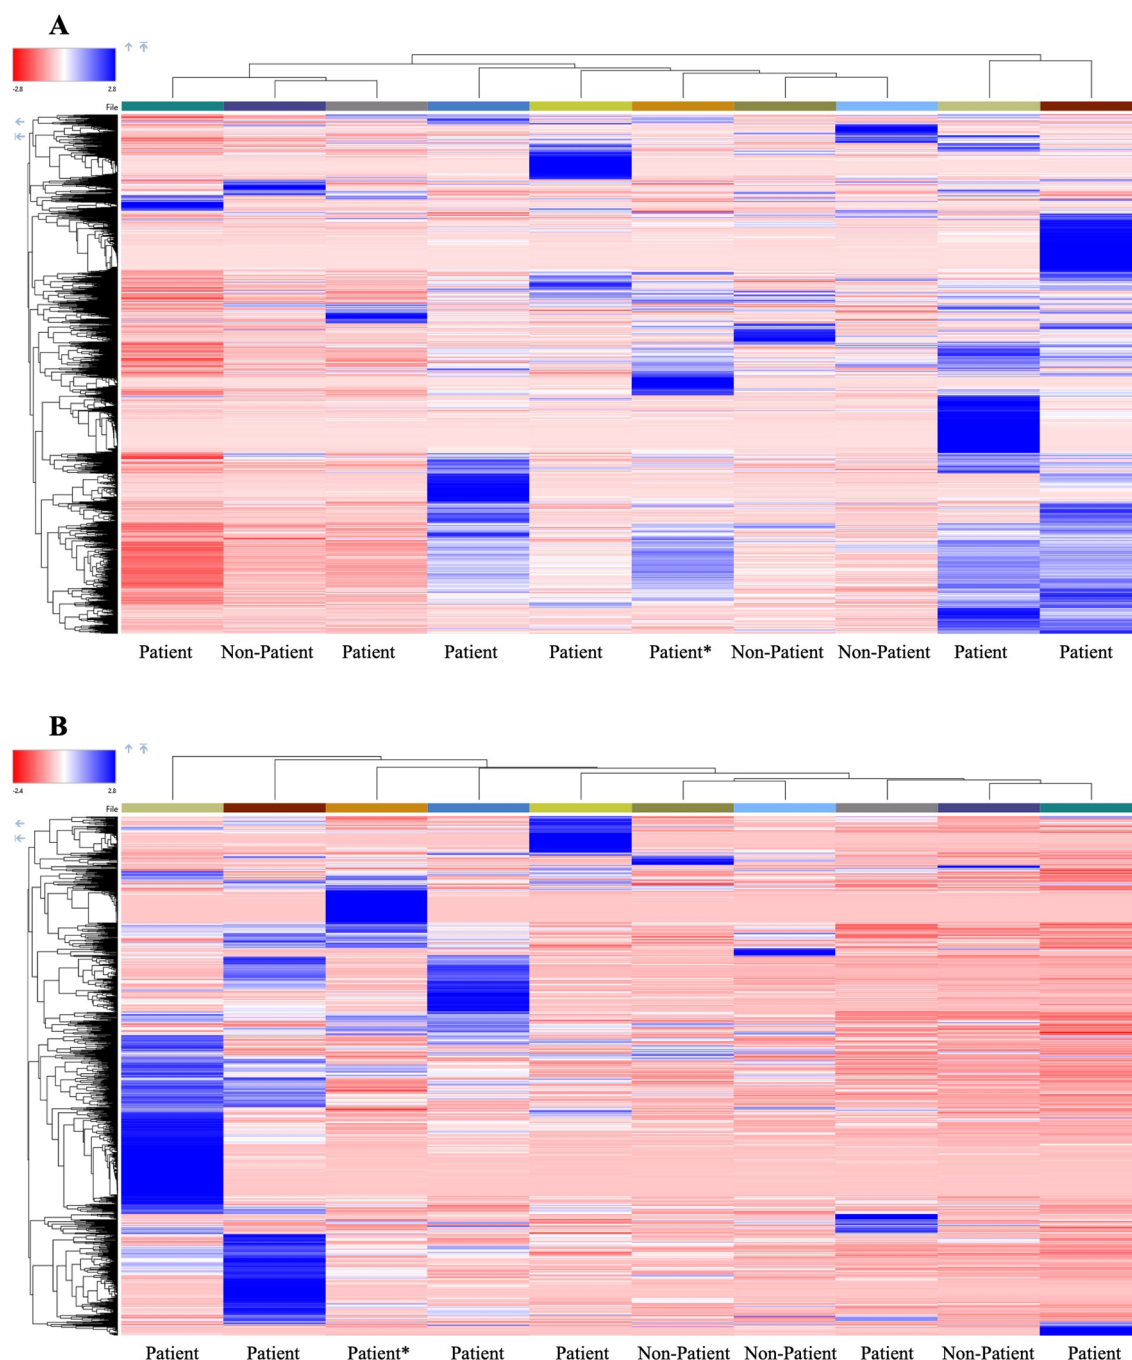 A
-2.8 2.8
File
Patient Non-Patient Patient Patient Patient Patient* Non-Patient Non-Patient Patient Patient
B
-2.4 2.8
File
Patient Patient Patient* Patient Patient Non-Patient Non-Patient Patient Non-Patient Patient